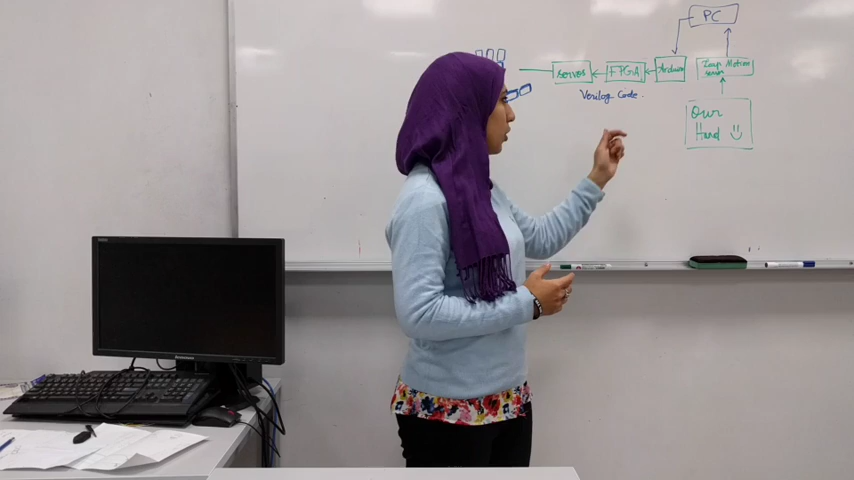 PC
servos
FPGA
Arduino
Leap Motion
sensor
Verilog Code.
Our
Hand